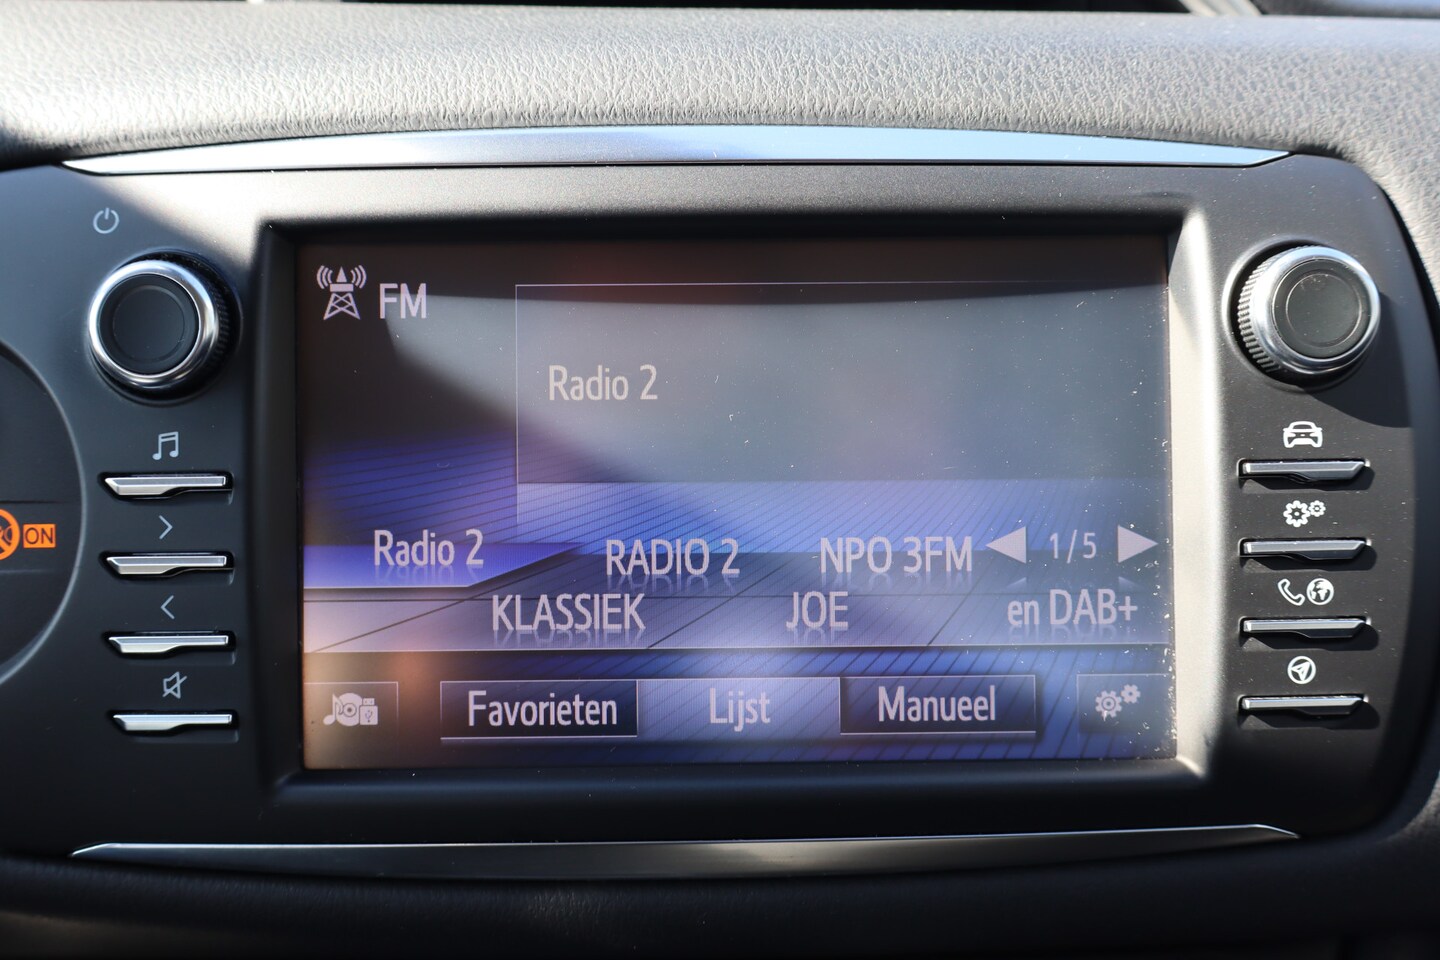 FM
Radio 2
Radio 2
RADIO 2
NPO 3FM
1/5
KLASSIEK
JOE
en DAB+
ON
Favorieten
Lijst
Manueel